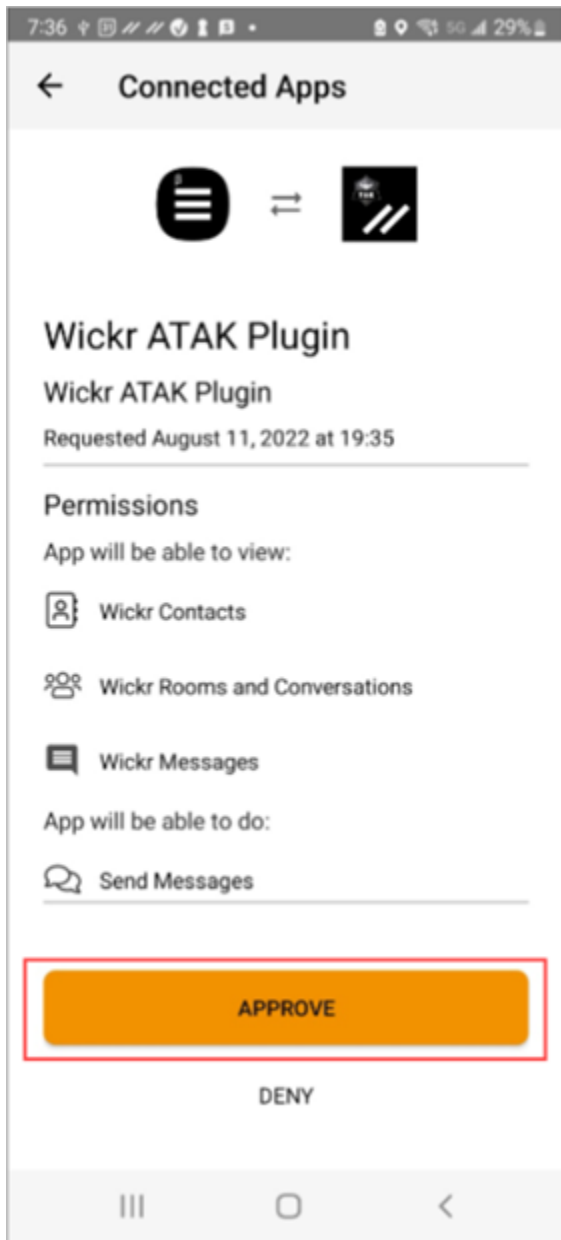 7:36 5G 29%
Connected Apps
TAK
Wickr ATAK Plugin
Wickr ATAK Plugin
Requested August 11, 2022 at 19:35
Permissions
App will be able to view:
Wickr Contacts
Wickr Rooms and Conversations
Wickr Messages
App will be able to do:
Send Messages
APPROVE
DENY